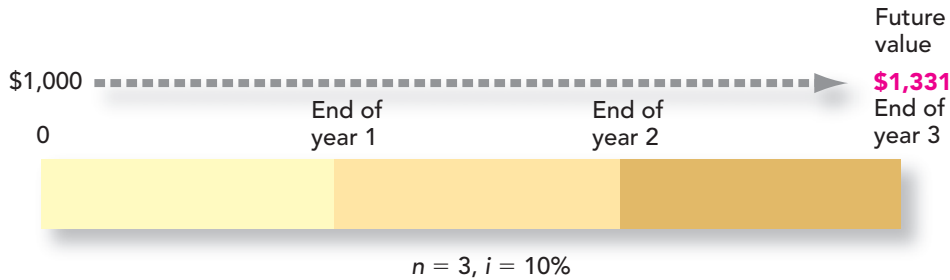 Future
value
$1,000
$1,331
End of
year 1
End of
year 2
End of
year 3
0
n = 3, i = 10%